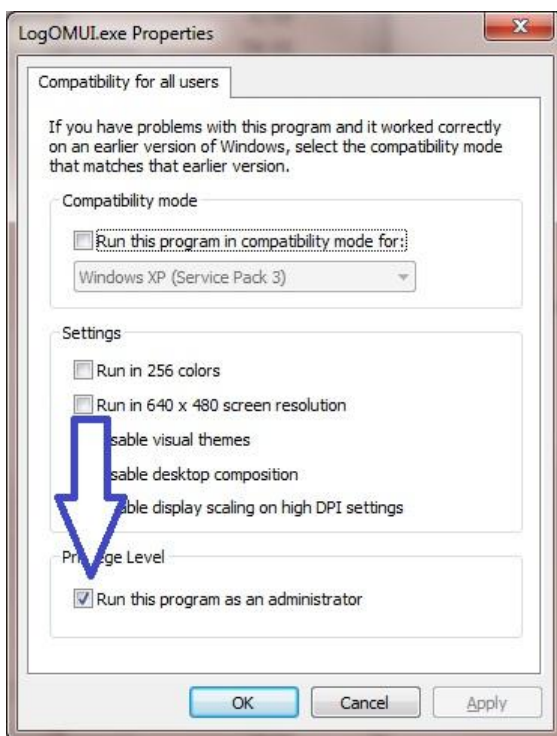 LogOMUI.exe Properties
Compatibility for all users
If you have problems with this program and it worked correctly
on an earlier version of Windows, select the compatibility mode
that matches that earlier version.
Compatibility mode
Run this program in compatibility mode for:
Windows XP (Service Pack 3)
Settings
Run in 256 colors
Run in 640 x 480 screen resolution
sable visual themes
sable desktop composition
able display scaling on high DPI settings
Privilege Level
Run this program as an administrator
OK
Cancel
Apply